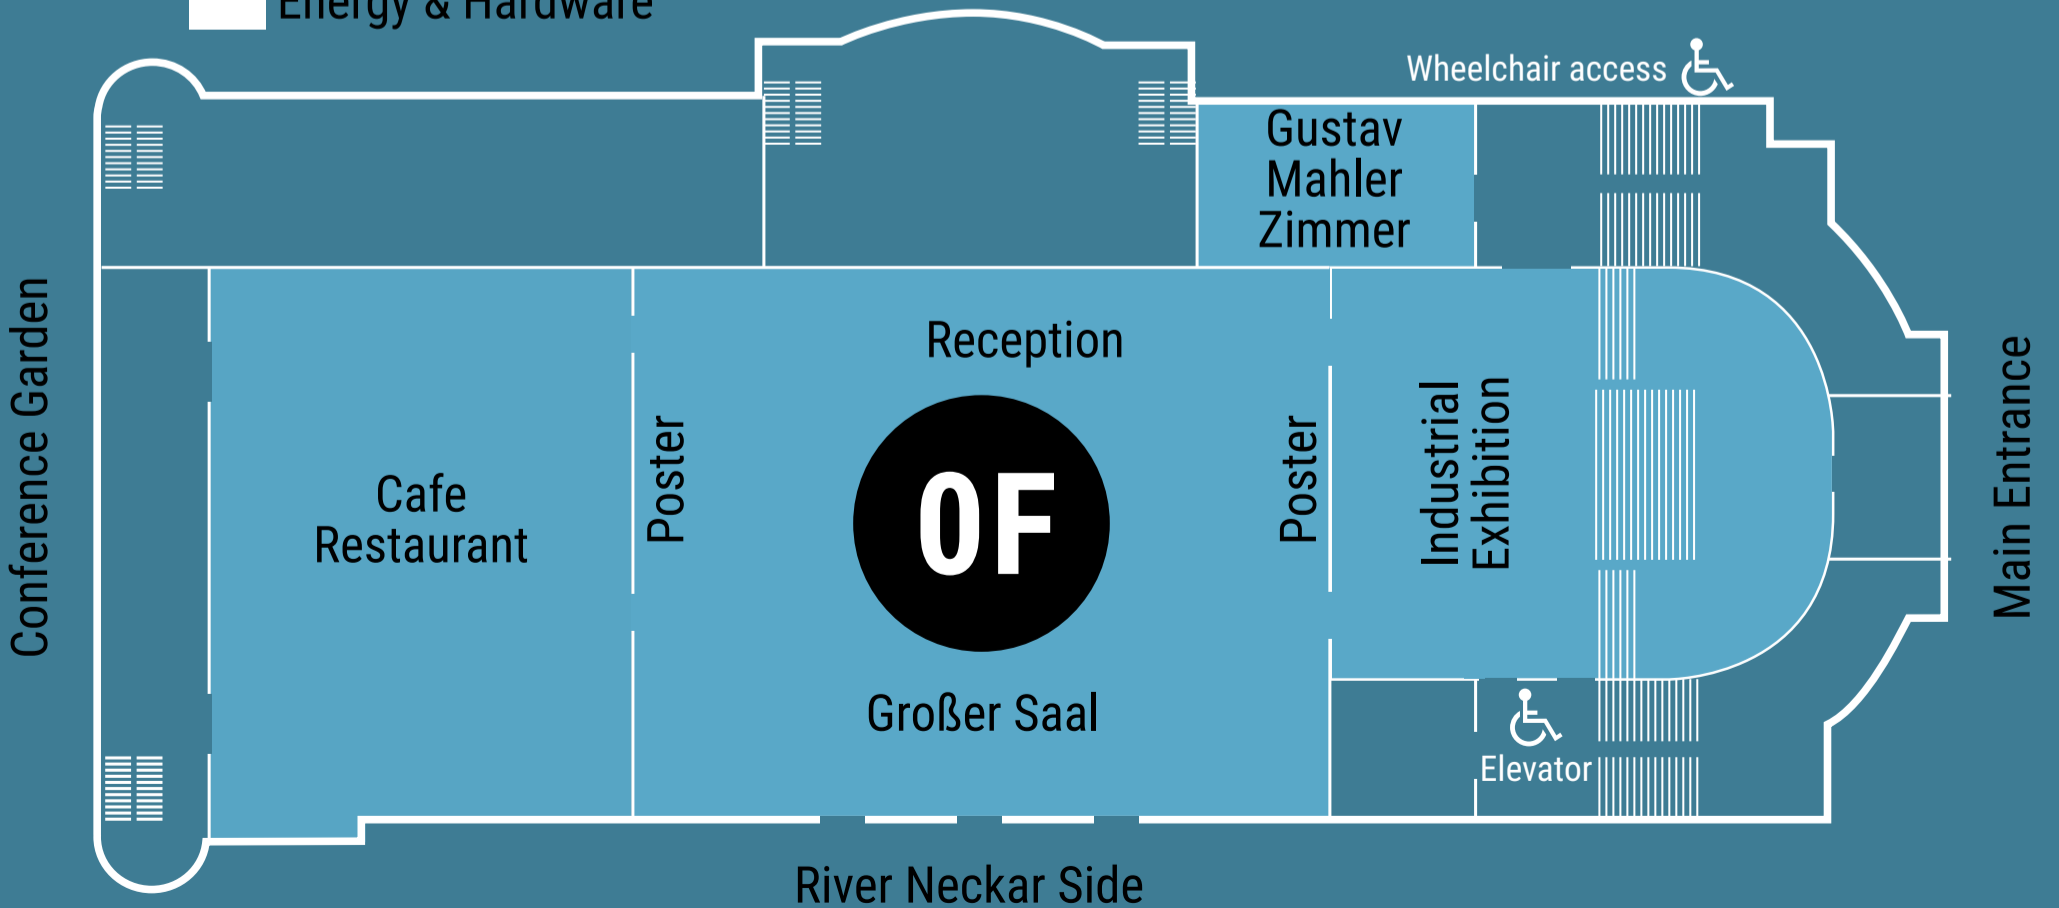 Energy & Hardware
Wheelchair access
Gustav
Mahler
Zimmer
Conference Garden
Reception
Cafe
Restaurant
Poster
OF
Poster
Industrial
Exhibition
Main Entrance
Großer Saal
Elevator
River Neckar Side